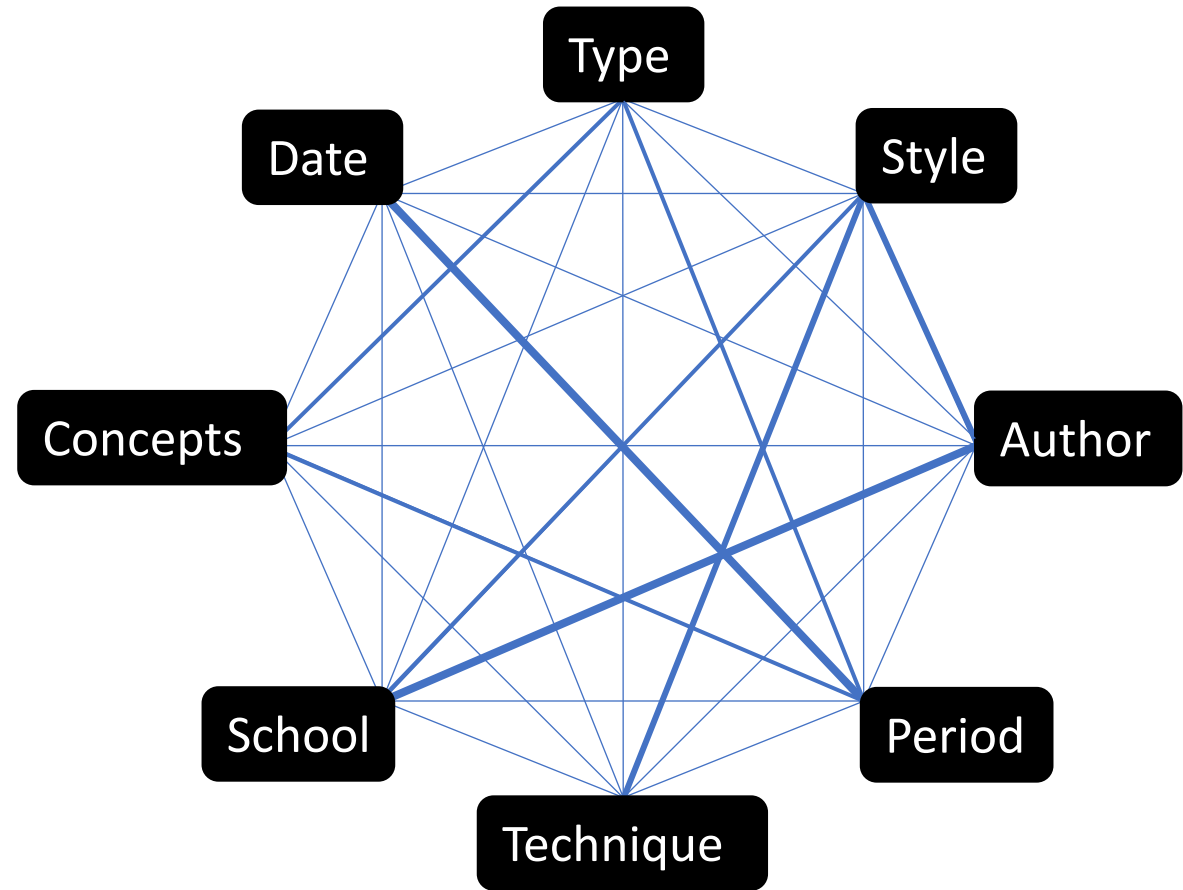 Type
Date
Style
Concepts
Author
School
Period
Technique